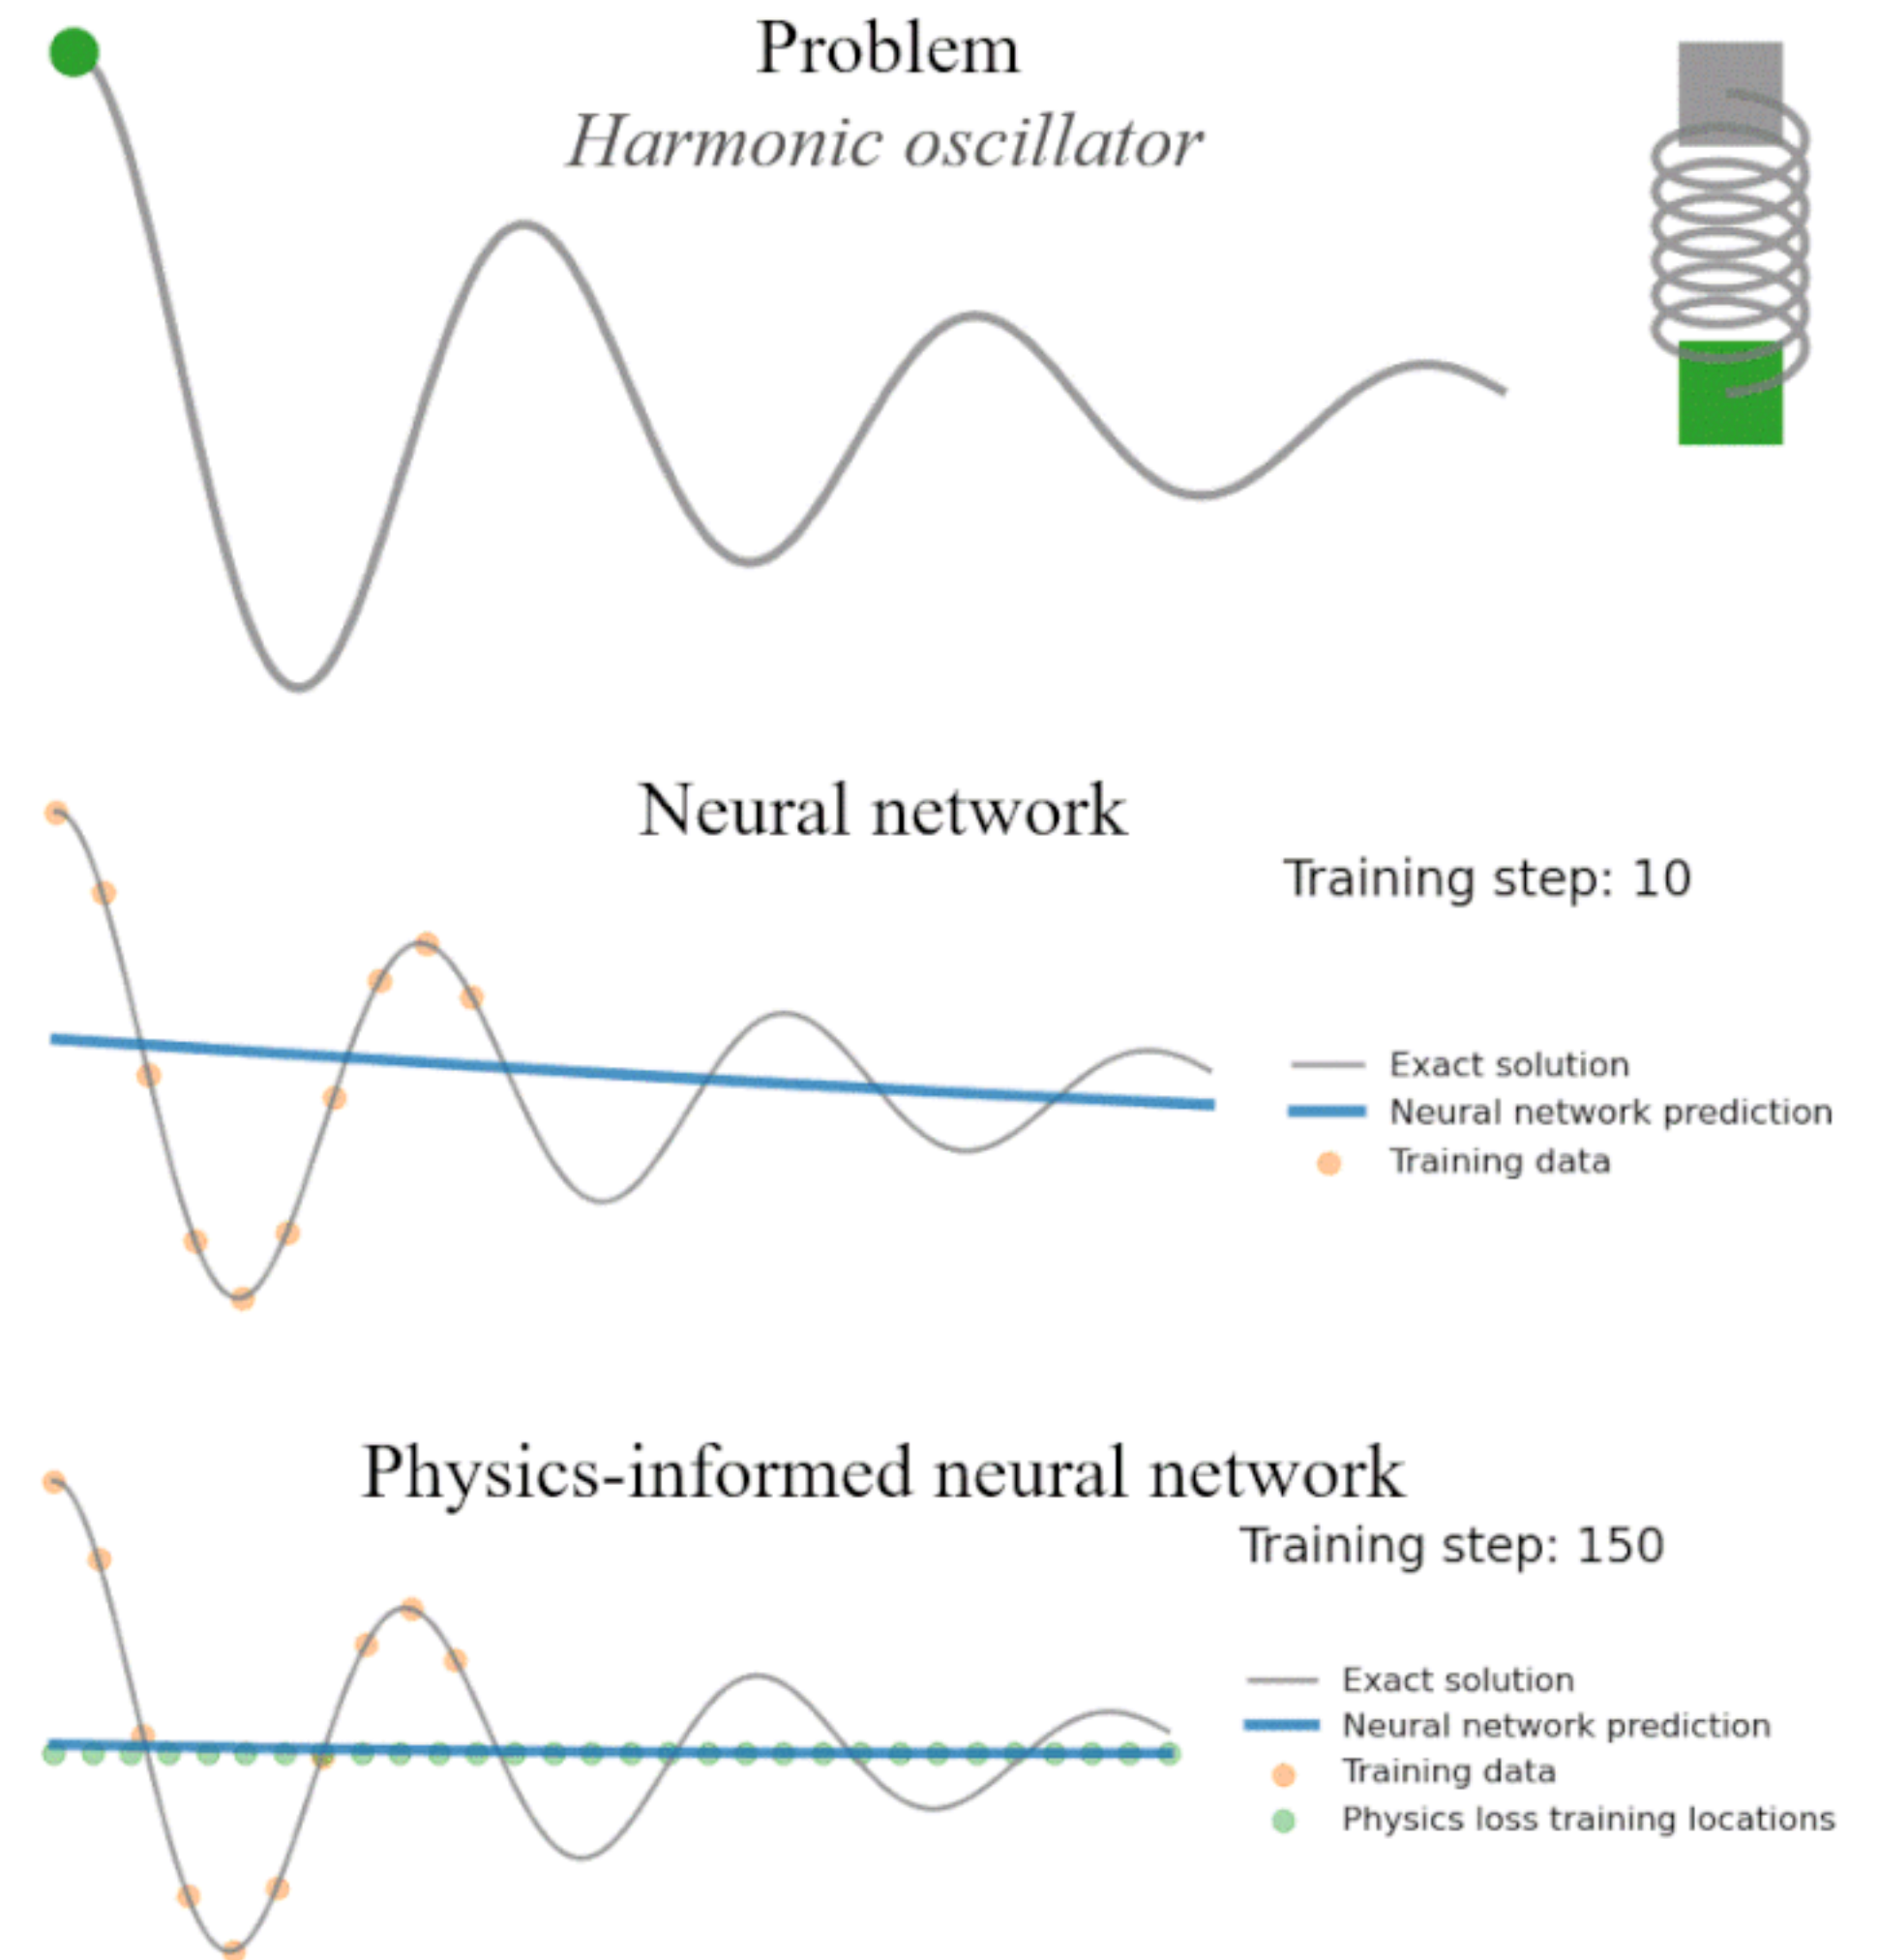 Problem
Harmonic oscillator
Neural network
Training step: 10
Exact solution
Neural network prediction
Training data
Physics-informed neural network
Training step: 150
Exact solution
Neural network prediction
Training data
Physics loss training locations